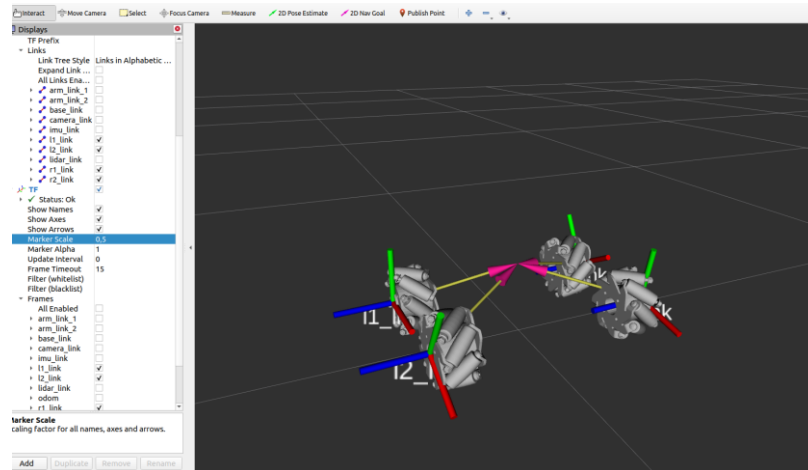 Interact Move Camera Select Focus Camera Measure 2D Pose Estimate 2D Nav Goal Publish Point
Displays
TF Prefix
Links
Link Tree Style Links in Alphabetic ...
Expand Link ...
All Links Ena...
arm_link_1
arm_link_2
base_link
camera_link
imu_link
l1_link
l2_link
lidar_link
r1_link
r2_link
TF
Status: Ok
Show Names
Show Axes
Show Arrows
Marker Scale 0,5
Marker Alpha 1
Update Interval 0
Frame Timeout 15
Filter (whitelist)
Filter (blacklist)
Frames
All Enabled
arm_link_1
arm_link_2
base_link
camera_link
imu_link
l1_link
l2_link
lidar_link
odom
r1_link
Marker Scale
caling factor for all names, axes and arrows.
Add Duplicate Remove Rename
l1_l
l2_l